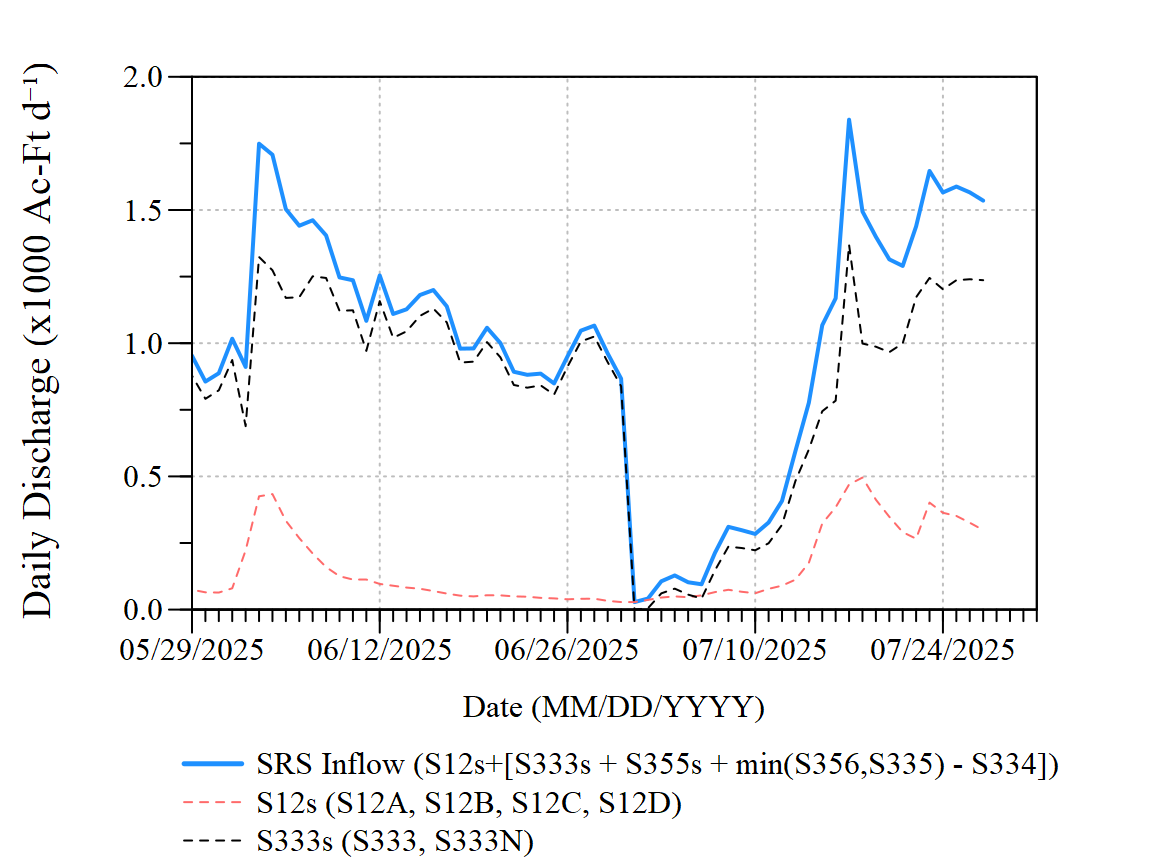 Daily Discharge (x1000 Ac-Ft d⁻¹)
2.0
1.5
1.0
0.5
0.0
05/29/2025 06/12/2025 06/26/2025 07/10/2025 07/24/2025
Date (MM/DD/YYYY)
SRS Inflow (S12s+[S333s + S355s + min(S356,S335) - S334])
S12s (S12A, S12B, S12C, S12D)
S333s (S333, S333N)